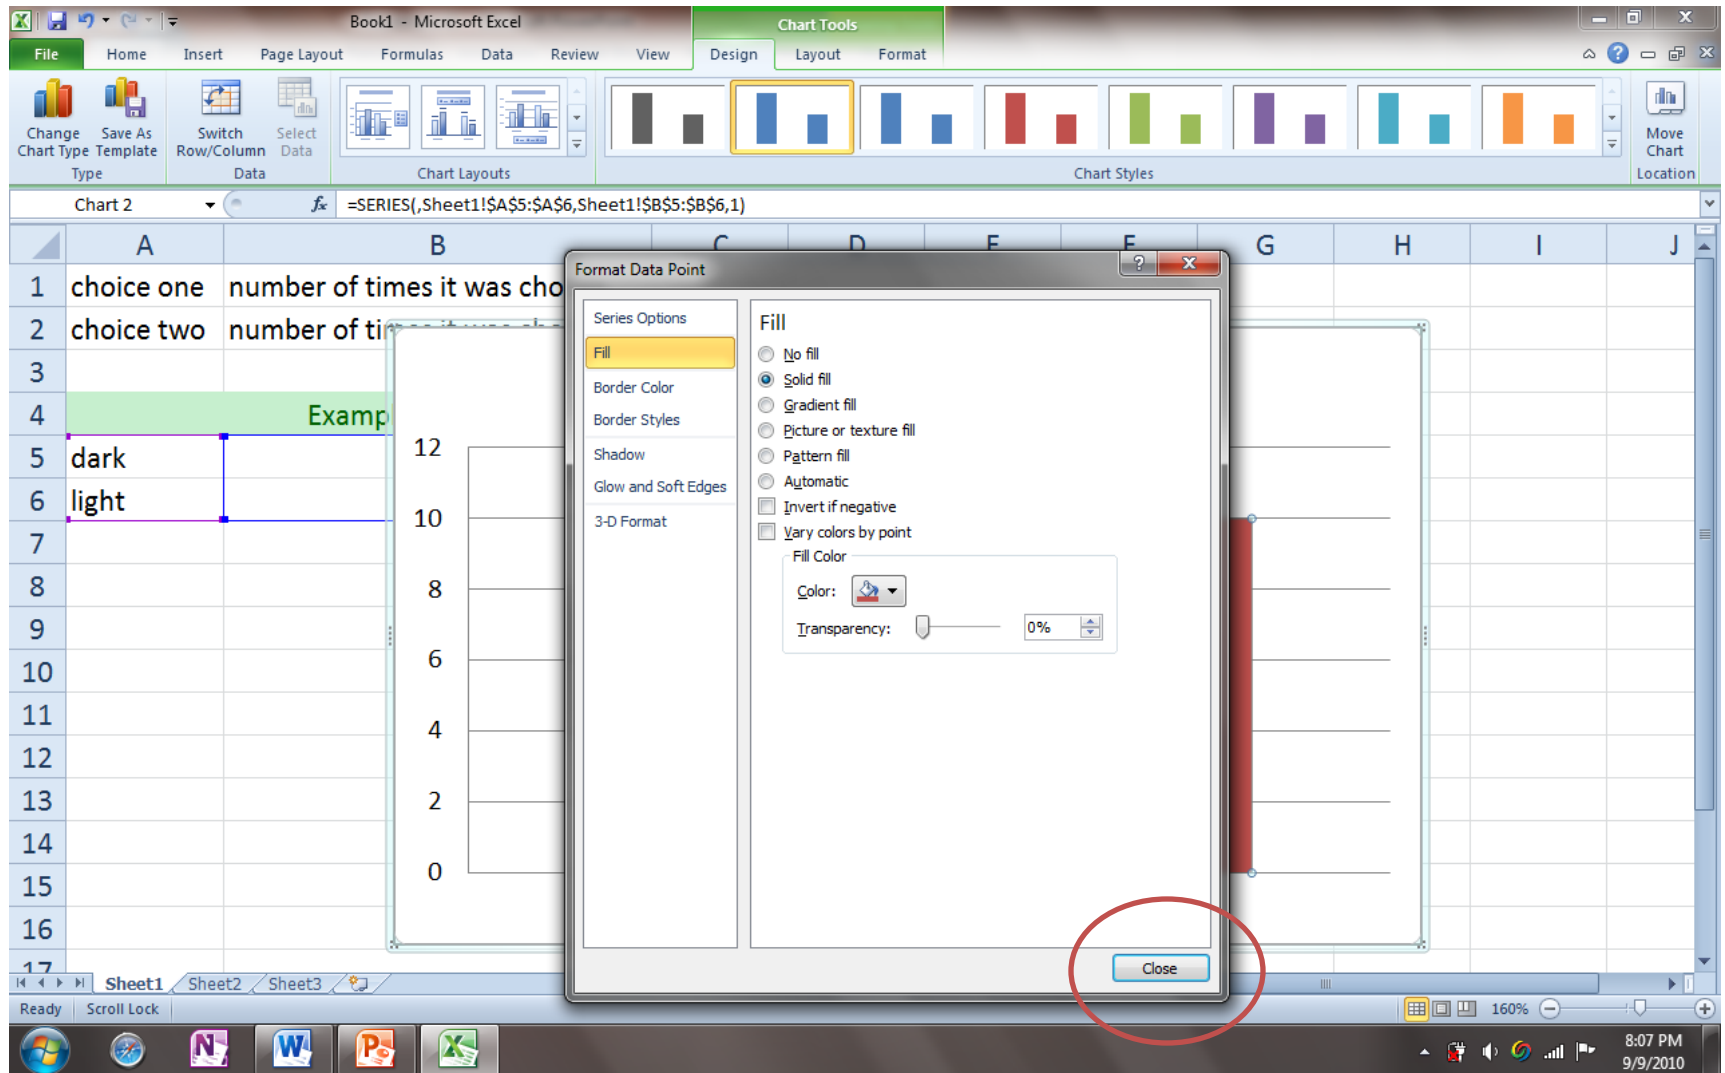 Book1 - Microsoft Excel
Chart Tools
File Home Insert Page Layout Formulas Data Review View Design Layout Format
Change Chart Type
Save As Template
Switch Row/Column
Select Data
Move Chart
Type Data Chart Layouts Chart Styles Location
Chart 2 fx =SERIES(,Sheet1!$A$5:$A$6,Sheet1!$B$5:$B$6,1)
A B C D E F G H I J
1 choice one number of times it was cho
2 choice two number of
3
4 Examp
5 dark
6 light
7
8
9
10
11
12
13
14
15
16
17
12
10
8
6
4
2
0
Format Data Point
Series Options
Fill
Border Color
Border Styles
Shadow
Glow and Soft Edges
3-D Format
Fill
No fill
Solid fill
Gradient fill
Picture or texture fill
Pattern fill
Automatic
Invert if negative
Vary colors by point
Fill Color
Color:
Transparency: 0%
Close
Sheet1 Sheet2 Sheet3
Ready Scroll Lock 160%
8:07 PM
9/9/2010